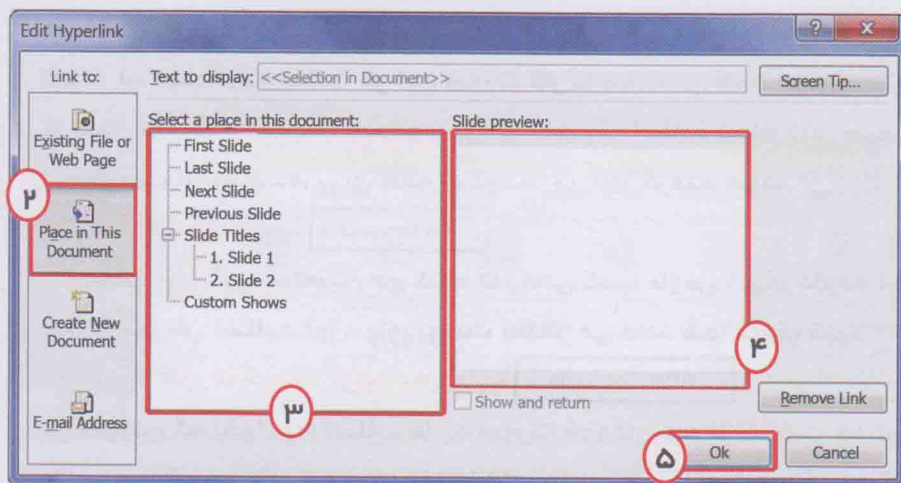 Edit Hyperlink
?
X
Link to:
Text to display: <<Selection in Document>>
Screen Tip...
Existing File or
Web Page
۲
Place in This
Document
Create New
Document
E-mail Address
Select a place in this document:
First Slide
Last Slide
Next Slide
Previous Slide
Slide Titles
1. Slide 1
2. Slide 2
Custom Shows
۳
Slide preview:
۴
Show and return
Remove Link
۵
Ok
Cancel